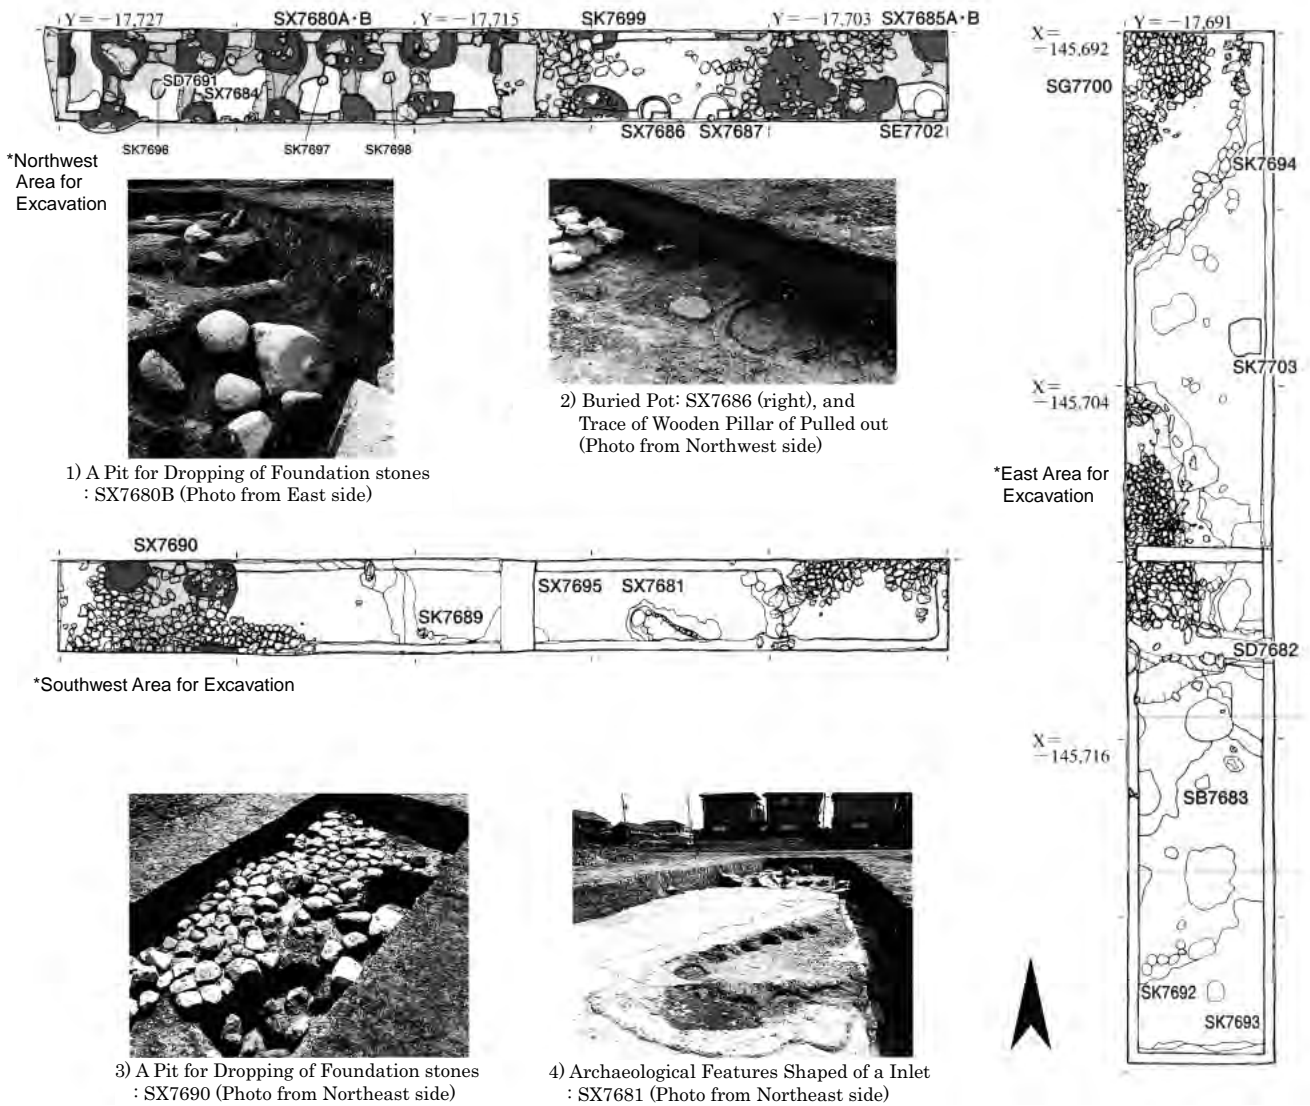 Y＝－17,727
SX7680A・B
Y＝－17,715
SK7699
Y＝－17,703
SX7685A・B
SD7691
SX7684
SX7686
SX7687
SE7702
SK7696
SK7697
SK7698
*Northwest
Area for
Excavation
1) A Pit for Dropping of Foundation stones
: SX7680B (Photo from East side)
2) Buried Pot: SX7686 (right), and
Trace of Wooden Pillar of Pulled out
(Photo from Northwest side)
SX7690
SK7689
SX7695
SX7681
*Southwest Area for Excavation
3) A Pit for Dropping of Foundation stones
: SX7690 (Photo from Northeast side)
4) Archaeological Features Shaped of a Inlet
: SX7681 (Photo from Northeast side)
Y＝－17,691
X＝
－145,692
SG7700
SK7694
SK7703
X＝
－145,704
*East Area for
Excavation
SD7682
X＝
－145,716
SB7683
SK7692
SK7693